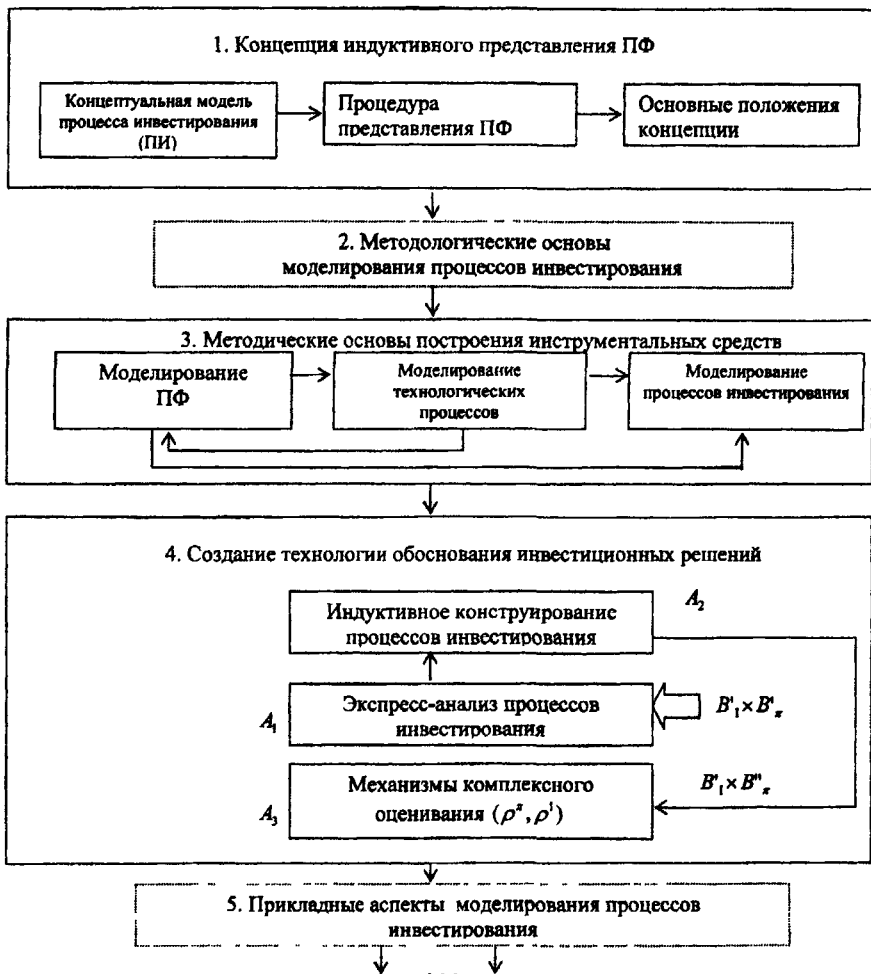 1. Концепция индуктивного представления ПФ
Концептуальная модель
процесса инвестирования
(ПИ)
Процедура
представления ПФ
Основные положения
концепции
2. Методологические основы
моделирования процессов инвестирования
3. Методические основы построения инструментальных средств
Моделирование
ПФ
Моделирование
технологических
процессов
Моделирование
процессов инвестирования
4. Создание технологии обоснования инвестиционных решений
Индуктивное конструирование
процессов инвестирования
A₂
A₁
Экспресс-анализ процессов
инвестирования
B'₁ × B'ₓ
A₃
Механизмы комплексного
оценивания (ρˣ, ρ¹)
B'₁ × B"ₓ
5. Прикладные аспекты моделирования процессов
инвестирования